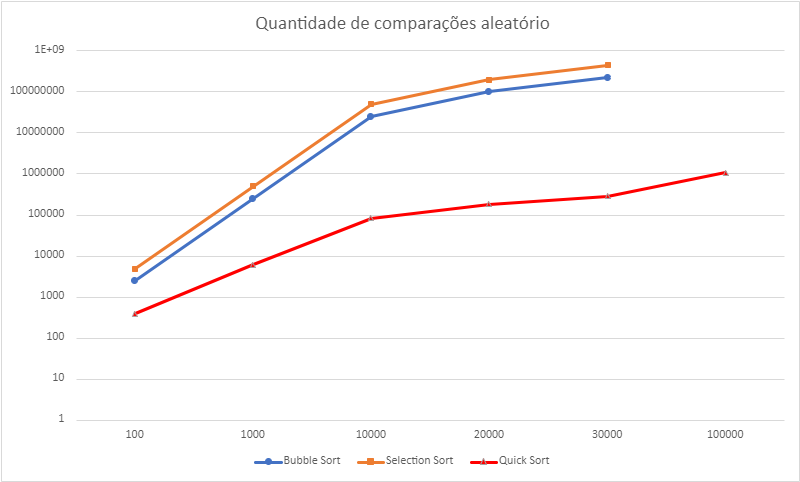 Quantidade de comparações aleatório
1E+09
100000000
10000000
1000000
100000
10000
1000
100
10
1
100 1000 10000 20000 30000 100000
Bubble Sort Selection Sort Quick Sort